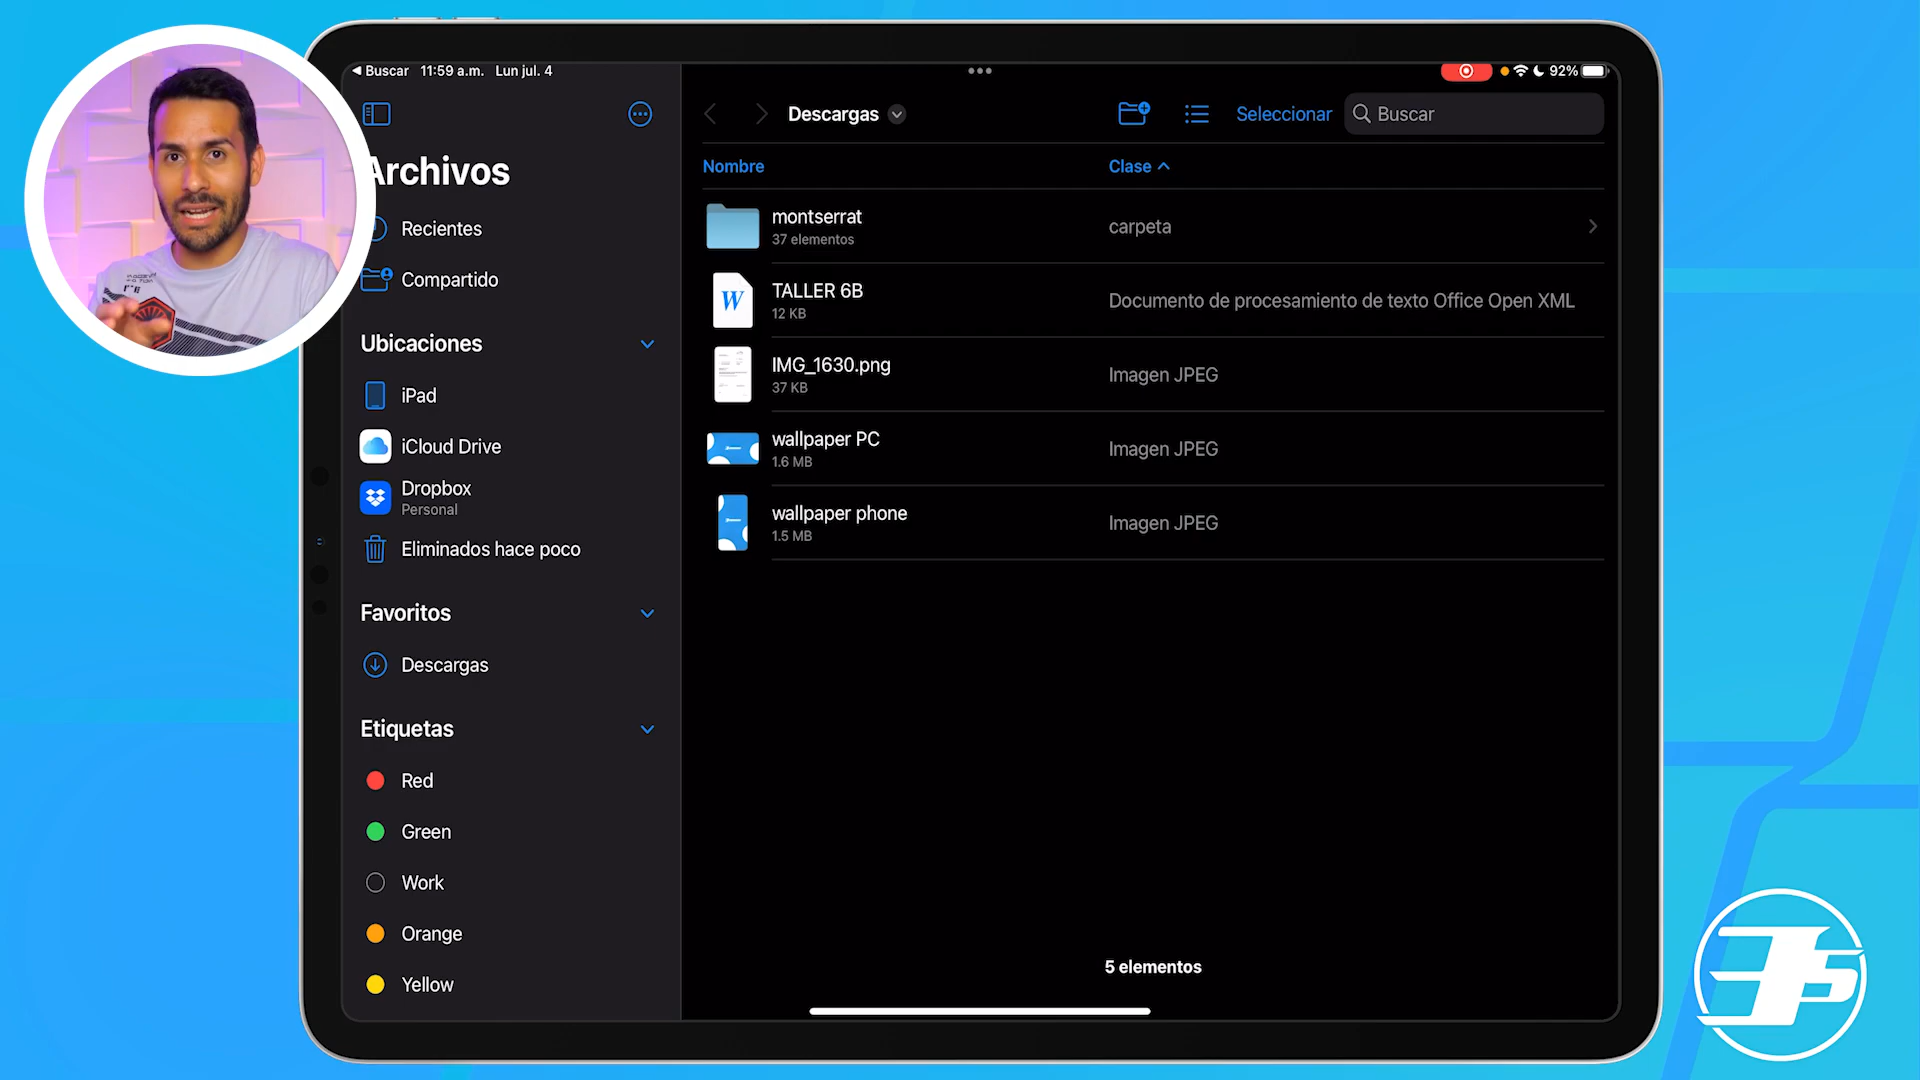 Buscar 11:59 a.m. Lun jul. 4
92%
Archivos
Recientes
Compartido
Ubicaciones
iPad
iCloud Drive
Dropbox
Personal
Eliminados hace poco
Favoritos
Descargas
Etiquetas
Red
Green
Work
Orange
Yellow
Descargas
Seleccionar
Buscar
Nombre
Clase
montserrat
37 elementos
carpeta
TALLER 6B
12 KB
Documento de procesamiento de texto Office Open XML
IMG_1630.png
37 KB
Imagen JPEG
wallpaper PC
1.6 MB
Imagen JPEG
wallpaper phone
1.5 MB
Imagen JPEG
5 elementos